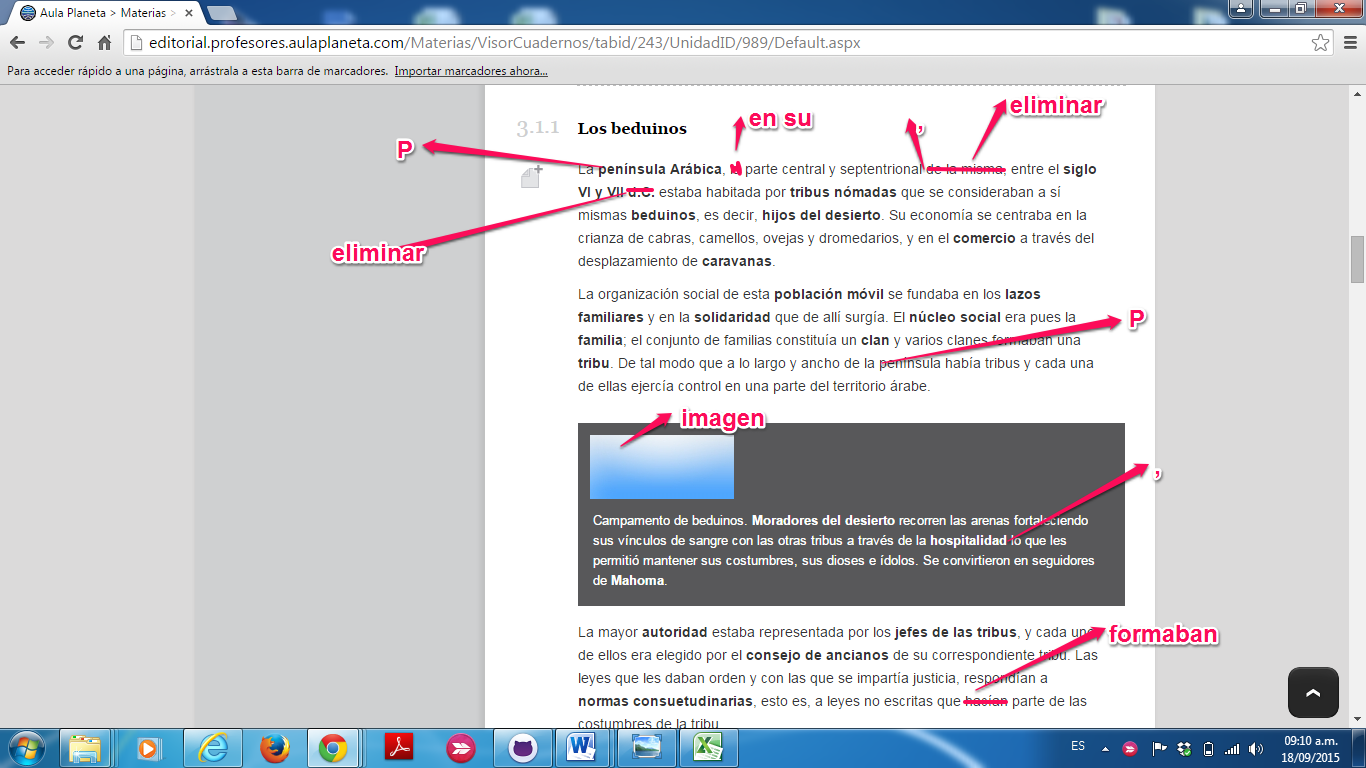 Aula Planeta > Materias >
editorial.profesores.aulaplaneta.com/Materias/VisorCuadernos/tabid/243/UnidadID/989/Default.aspx
Para acceder rápido a una página, arrástrala a esta barra de marcadores. Importar marcadores ahora...
eliminar
en su
,
3.1.1 Los beduinos
P
La península Arábica, la parte central y septentrional de la misma, entre el siglo
VI y VII d.C. estaba habitada por tribus nómadas que se consideraban a sí
mismas beduinos, es decir, hijos del desierto. Su economía se centraba en la
crianza de cabras, camellos, ovejas y dromedarios, y en el comercio a través del
eliminar
desplazamiento de caravanas.
La organización social de esta población móvil se fundaba en los lazos
familiares y en la solidaridad que de allí surgía. El núcleo social era pues la
P
familia; el conjunto de familias constituía un clan y varios clanes formaban una
tribu. De tal modo que a lo largo y ancho de la península había tribus y cada una
de ellas ejercía control en una parte del territorio árabe.
imagen
,
Campamento de beduinos. Moradores del desierto recorren las arenas fortaleciendo
sus vínculos de sangre con las otras tribus a través de la hospitalidad lo que les
permitió mantener sus costumbres, sus dioses e ídolos. Se convirtieron en seguidores
de Mahoma.
La mayor autoridad estaba representada por los jefes de las tribus, y cada uno
formaban
de ellos era elegido por el consejo de ancianos de su correspondiente tribu. Las
leyes que les daban orden y con las que se impartía justicia, respondían a
normas consuetudinarias, esto es, a leyes no escritas que hacían parte de las
costumbres de la tribu
ES
09:10 a.m.
18/09/2015